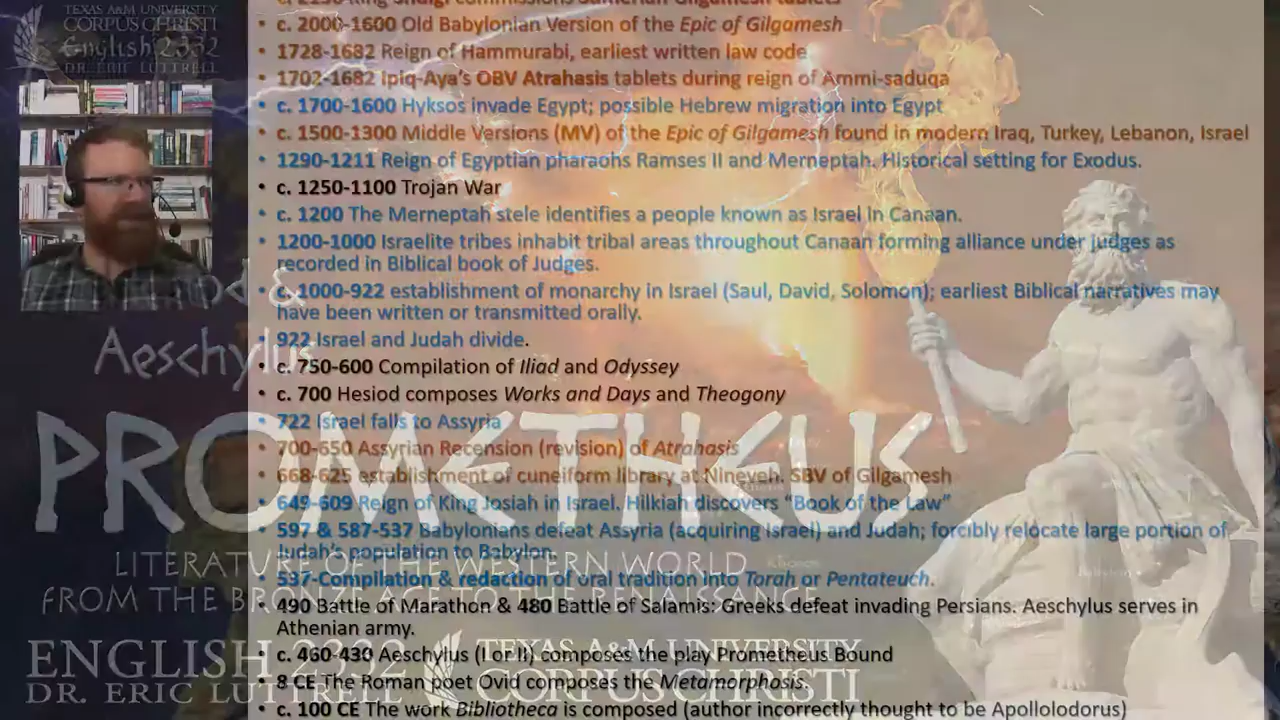 TEXAS A&M UNIVERSITY
CORPUS CHRISTI
English 2332
DR. ERIC LUTTRELL
• c. 2000-1600 Old Babylonian Version of the Epic of Gilgamesh
• 1728-1682 Reign of Hammurabi, earliest written law code
• 1702-1682 Ipiq-Aya's OBV Atrahasis tablets during reign of Ammi-saduqa
• c. 1700-1600 Hyksos invade Egypt; possible Hebrew migration into Egypt
• c. 1500-1300 Middle Versions (MV) of the Epic of Gilgamesh found in modern Iraq, Turkey, Lebanon, Israel
• 1290-1211 Reign of Egyptian pharaohs Ramses II and Merneptah. Historical setting for Exodus.
• c. 1250-1100 Trojan War
• c. 1200 The Merneptah stele identifies a people known as Israel in Canaan.
• 1200-1000 Israelite tribes inhabit tribal areas throughout Canaan forming alliance under judges as
recorded in Biblical book of Judges.
• c. 1000-922 establishment of monarchy in Israel (Saul, David, Solomon); earliest Biblical narratives may
have been written or transmitted orally.
• 922 Israel and Judah divide.
• c. 750-600 Compilation of Iliad and Odyssey
• c. 700 Hesiod composes Works and Days and Theogony
• 722 Israel falls to Assyria
• 700-650 Assyrian Recension (revision) of Atrahasis
• 668-625 establishment of cuneiform library at Nineveh. SBV of Gilgamesh
• 649-609 Reign of King Josiah in Israel. Hilkiah discovers “Book of the Law”
• 597 & 587-537 Babylonians defeat Assyria (acquiring Israel) and Judah; forcibly relocate large portion of
Judah's population to Babylon.
• 537-Compilation & redaction of oral tradition into Torah or Pentateuch.
• 490 Battle of Marathon & 480 Battle of Salamis: Greeks defeat invading Persians. Aeschylus serves in
Athenian army.
• c. 460-430 Aeschylus (I or II) composes the play Prometheus Bound
• 8 CE The Roman poet Ovid composes the Metamorphosis.
• c. 100 CE The work Bibliotheca is composed (author incorrectly thought to be Apollolodorus)
&
Aeschylus
PROMETHEUS
LITERATURE OF THE WESTERN WORLD
FROM THE BRONZE AGE TO THE RENAISSANCE
ENGLISH 2332
DR. ERIC LUTTRELL
TEXAS A&M UNIVERSITY
CORPUS CHRISTI